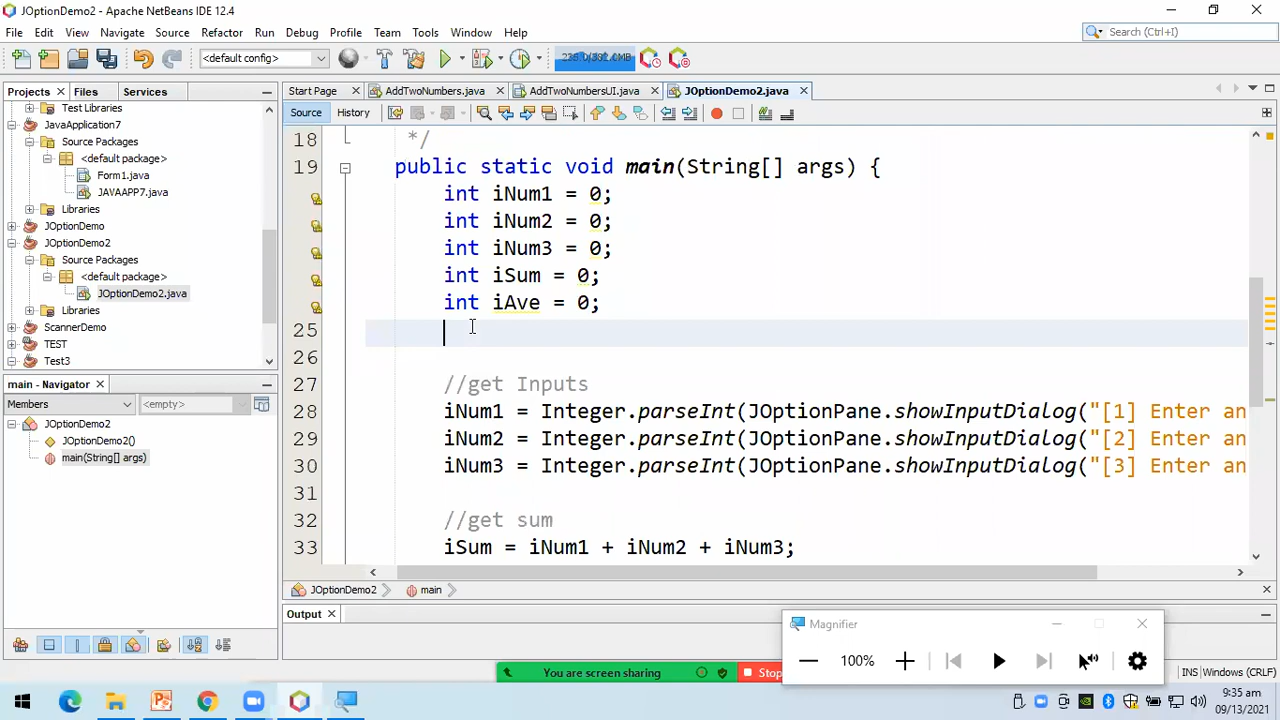 JOptionDemo2 - Apache NetBeans IDE 12.4
File Edit View Navigate Source Refactor Run Debug Profile Team Tools Window Help
Search (Ctrl+I)
<default config>
Projects Files Services
Start Page AddTwoNumbers.java AddTwoNumbersUI.java JOptionDemo2.java
Source History
Test Libraries
JavaApplication7
Source Packages
<default package>
Form1.java
JAVAAPP7.java
Libraries
JOptionDemo
JOptionDemo2
Source Packages
<default package>
JOptionDemo2.java
Libraries
ScannerDemo
TEST
Test3
main - Navigator
Members <empty>
JOptionDemo2
JOptionDemo2()
main(String[] args)
18 */
19 public static void main(String[] args) {
int iNum1 = 0;
int iNum2 = 0;
int iNum3 = 0;
int iSum = 0;
int iAve = 0;
25
26
27 //get Inputs
28 iNum1 = Integer.parseInt(JOptionPane.showInputDialog("[1] Enter an
29 iNum2 = Integer.parseInt(JOptionPane.showInputDialog("[2] Enter an
30 iNum3 = Integer.parseInt(JOptionPane.showInputDialog("[3] Enter an
31
32 //get sum
33 iSum = iNum1 + iNum2 + iNum3;
JOptionDemo2 main
Output
Magnifier
100%
You are screen sharing Stop
INS Windows (CRLF)
9:35 am
09/13/2021